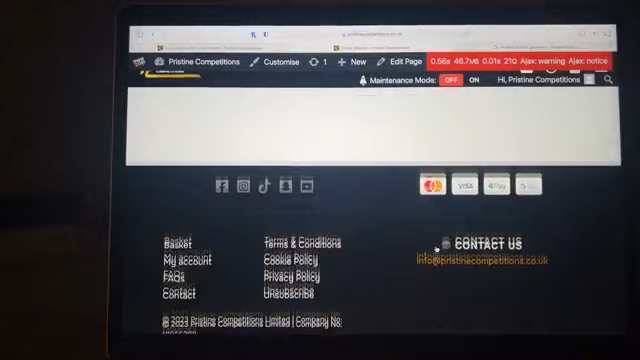 Pristine Competitions Customise 1 New Edit Page 0.56s 46.7MB 0.01s 21Q Ajax: warning Ajax: notice
Maintenance Mode: OFF ON Hi, Pristine Competitions
VISA Pay
Basket Terms & Conditions CONTACT US
My account Cookie Policy info@pristinecompetitions.co.uk
FAQs Privacy Policy
Contact Unsubscribe
© 2023 Pristine Competitions Limited | Company No: